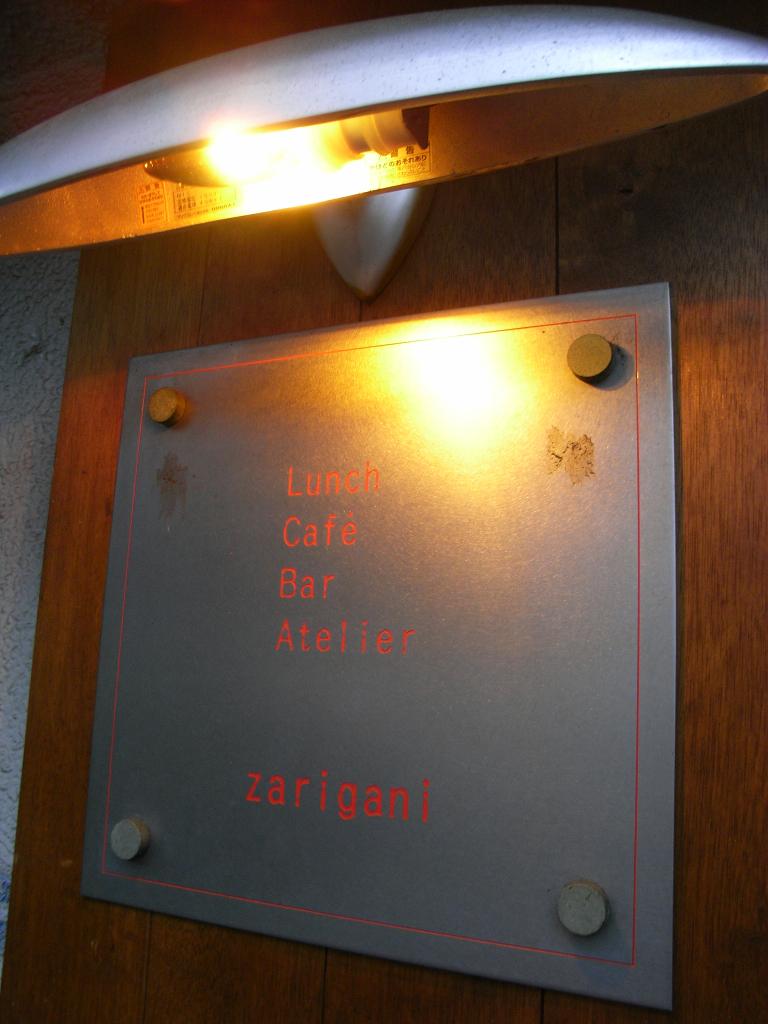 Lunch
Café
Bar
Atelier
zarigani